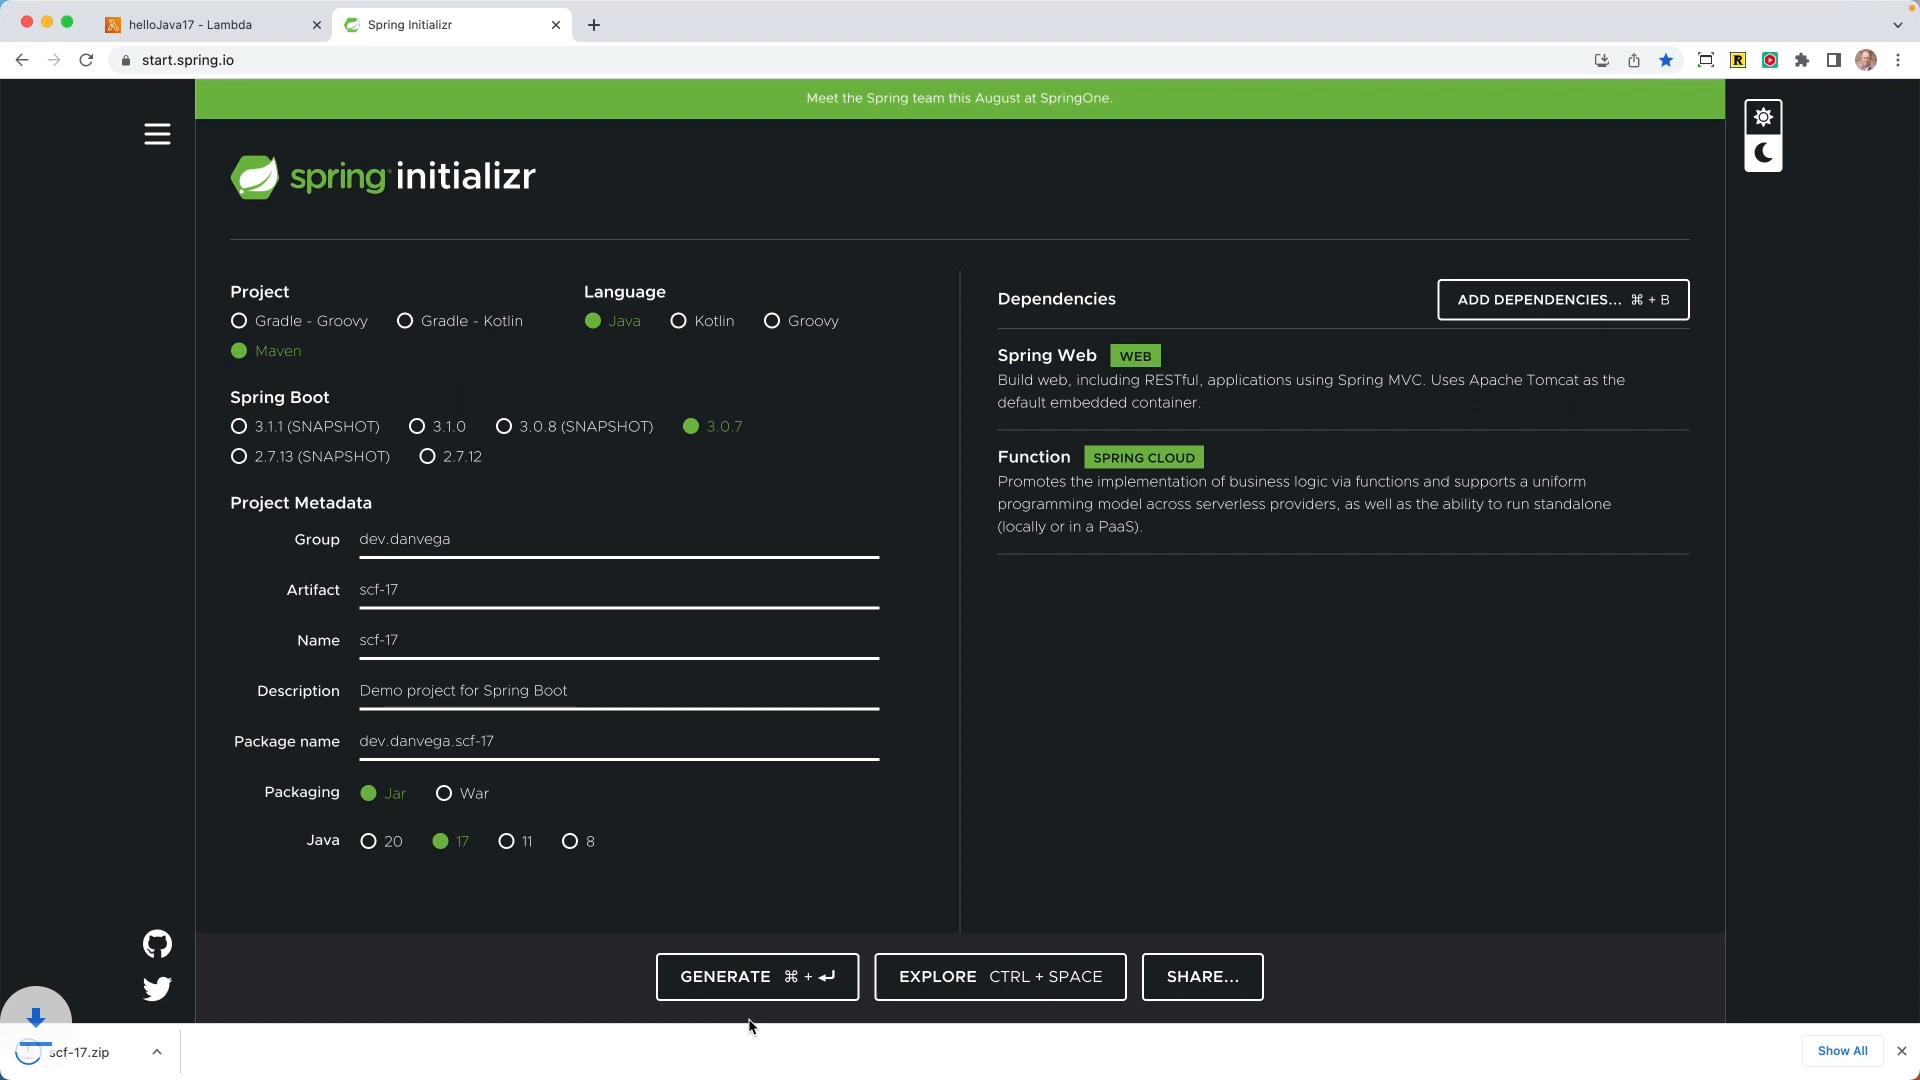 helloJava17 - Lambda
Spring Initializr
start.spring.io
Meet the Spring team this August at SpringOne.
spring initializr
Project
Gradle - Groovy
Gradle - Kotlin
Maven
Language
Java
Kotlin
Groovy
Spring Boot
3.1.1 (SNAPSHOT)
3.1.0
3.0.8 (SNAPSHOT)
3.0.7
2.7.13 (SNAPSHOT)
2.7.12
Project Metadata
Group
dev.danvega
Artifact
scf-17
Name
scf-17
Description
Demo project for Spring Boot
Package name
dev.danvega.scf-17
Packaging
Jar
War
Java
20
17
11
8
Dependencies
ADD DEPENDENCIES... ⌘ + B
Spring Web WEB
Build web, including RESTful, applications using Spring MVC. Uses Apache Tomcat as the
default embedded container.
Function SPRING CLOUD
Promotes the implementation of business logic via functions and supports a uniform
programming model across serverless providers, as well as the ability to run standalone
(locally or in a PaaS).
GENERATE ⌘ + ↵
EXPLORE CTRL + SPACE
SHARE...
scf-17.zip
Show All